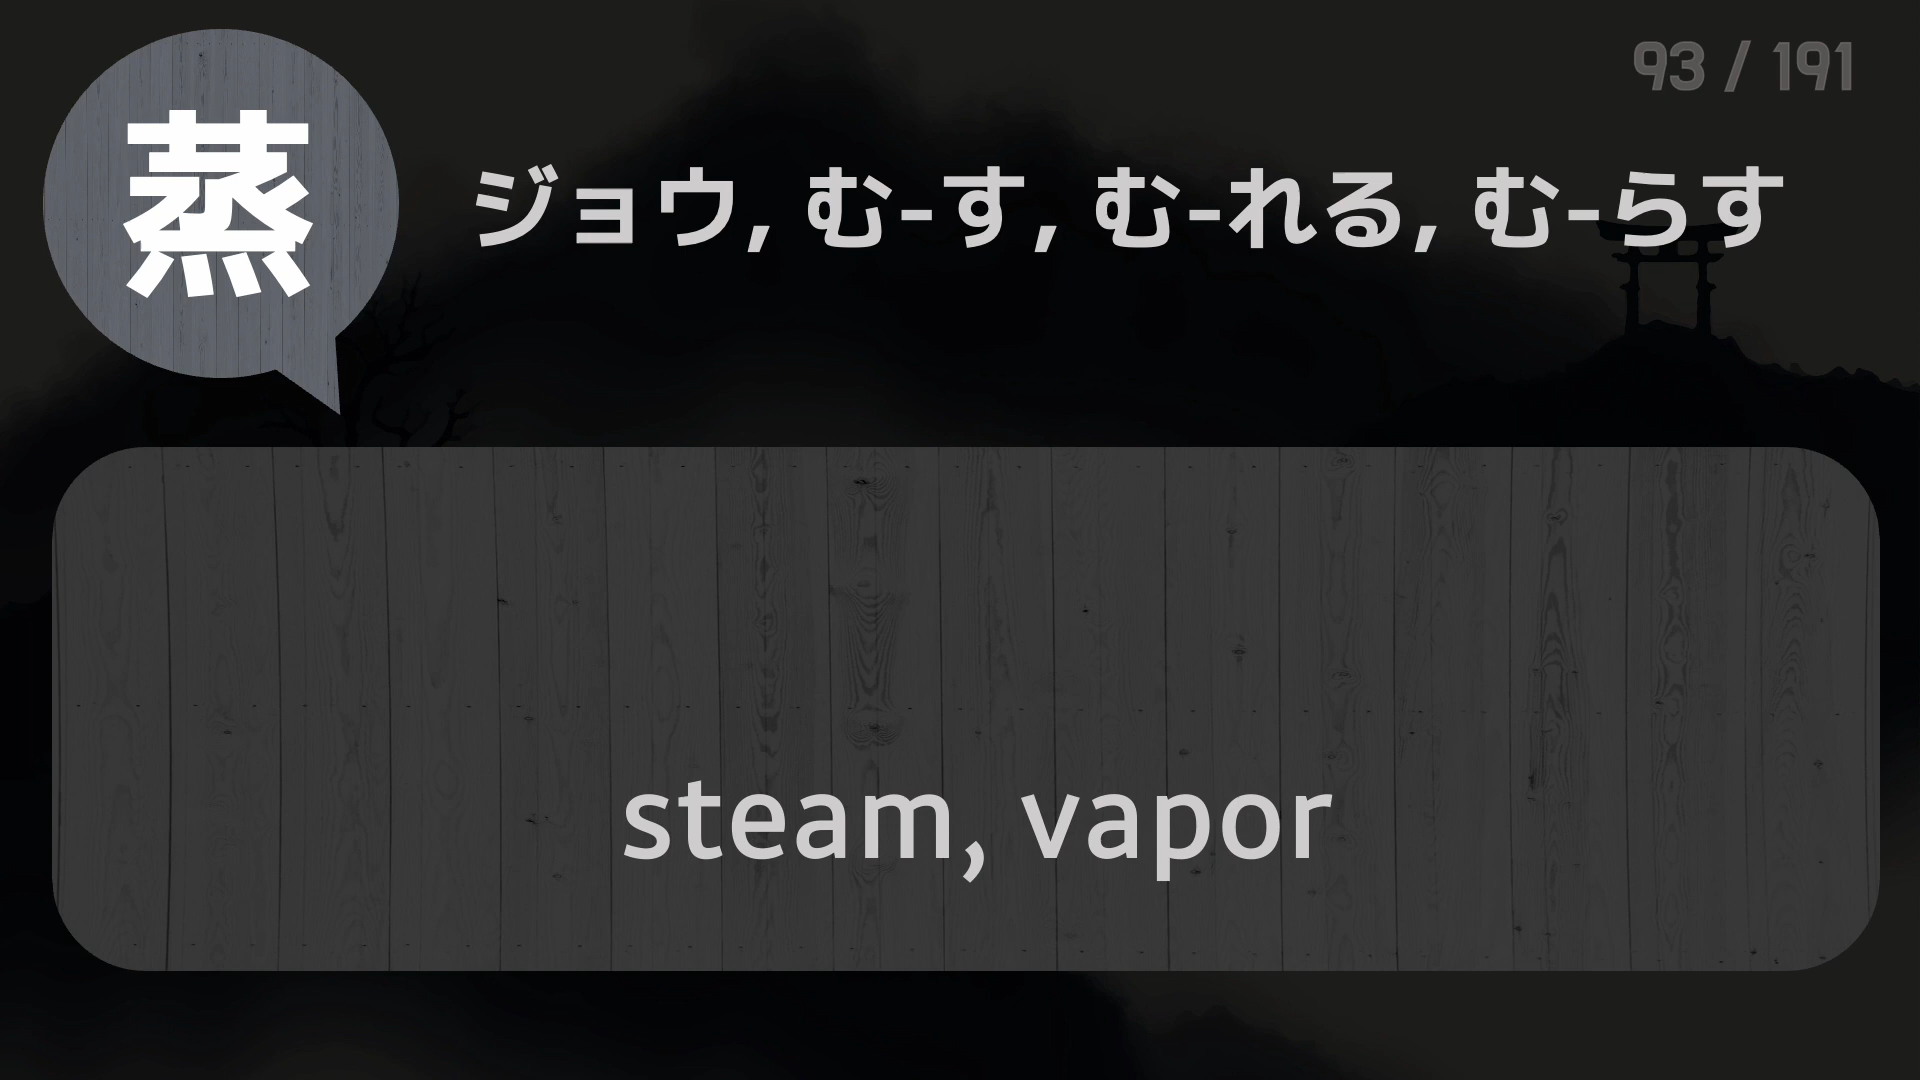 93 / 191
蒸
ジョウ, む-す, む-れる, む-らす
steam, vapor